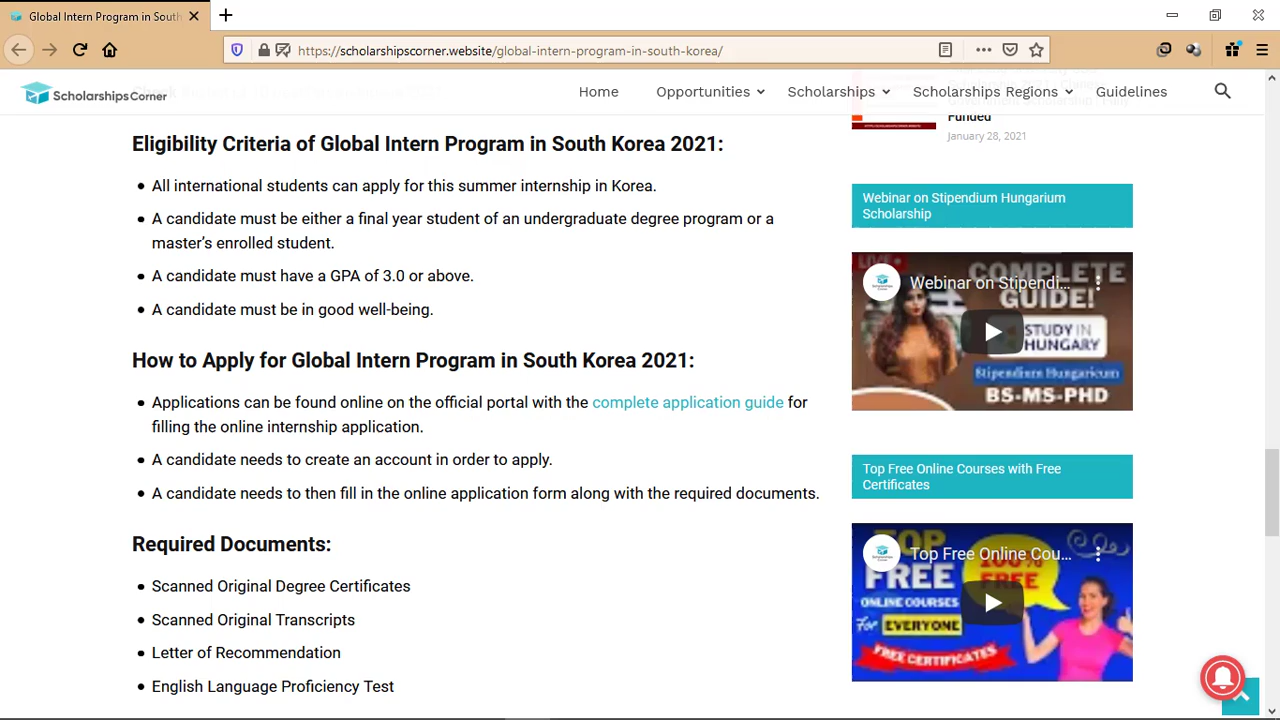 Global Intern Program in South
https://scholarshipscorner.website/global-intern-program-in-south-korea/
ScholarshipsCorner
Home
Opportunities
Scholarships
Scholarships Regions
Guidelines
Funded
January 28, 2021
Eligibility Criteria of Global Intern Program in South Korea 2021:
All international students can apply for this summer internship in Korea.
A candidate must be either a final year student of an undergraduate degree program or a
master's enrolled student.
A candidate must have a GPA of 3.0 or above.
A candidate must be in good well-being.
How to Apply for Global Intern Program in South Korea 2021:
Applications can be found online on the official portal with the complete application guide for
filling the online internship application.
A candidate needs to create an account in order to apply.
A candidate needs to then fill in the online application form along with the required documents.
Required Documents:
Scanned Original Degree Certificates
Scanned Original Transcripts
Letter of Recommendation
English Language Proficiency Test
Webinar on Stipendium Hungarium
Scholarship
LIVE
COMPLETE
Webinar on Stipendi...
GUIDE!
STUDY IN
HUNGARY
Stipendium Hungaricum
BS-MS-PHD
Top Free Online Courses with Free
Certificates
TOP
Top Free Online Cou...
100%
FREE
FREE
ONLINE COURSES
for EVERYONE
FREE CERTIFICATES